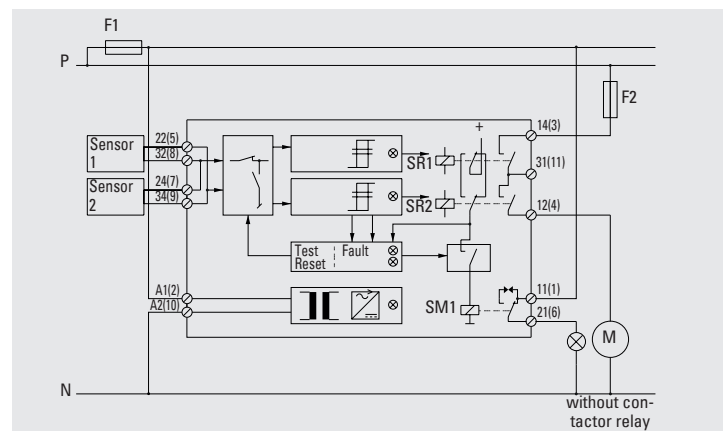 F1
P
F2
14(3)
+
Sensor
1
22(5)
32(8)
SR1
31(11)
Sensor
2
24(7)
34(9)
SR2
12(4)
Test
Reset
Fault
A1(2)
A2(10)
11(1)
SM1
21(6)
M
N
without con-
tactor relay